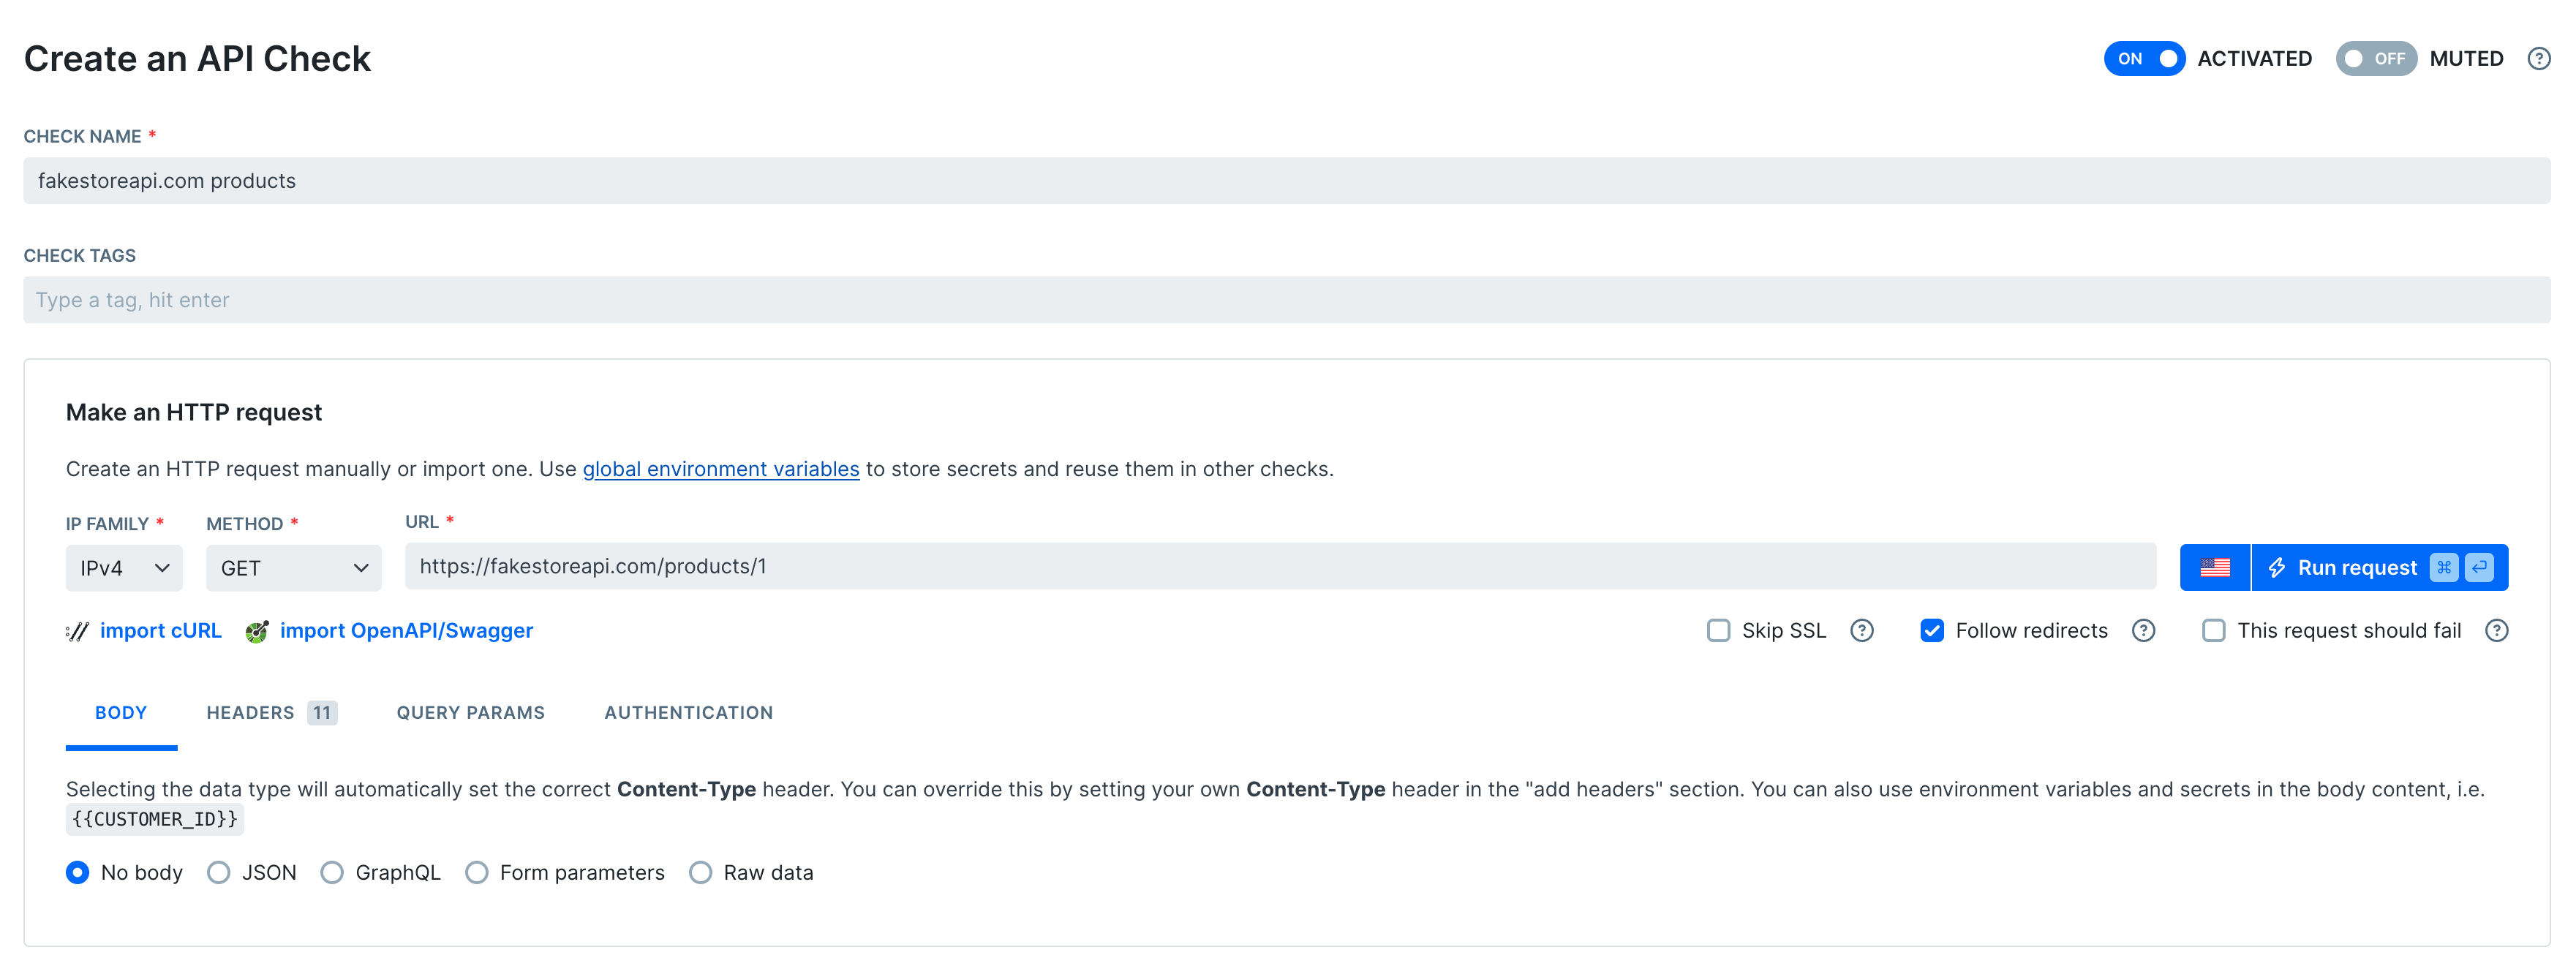 Create an API Check
ON ACTIVATED OFF MUTED ?
CHECK NAME *
fakestoreapi.com products
CHECK TAGS
Type a tag, hit enter
Make an HTTP request
Create an HTTP request manually or import one. Use global environment variables to store secrets and reuse them in other checks.
IP FAMILY * METHOD * URL *
IPv4 GET https://fakestoreapi.com/products/1 Run request ⌘ ↵
import cURL import OpenAPI/Swagger Skip SSL ? Follow redirects ? This request should fail ?
BODY HEADERS 11 QUERY PARAMS AUTHENTICATION
Selecting the data type will automatically set the correct Content-Type header. You can override this by setting your own Content-Type header in the "add headers" section. You can also use environment variables and secrets in the body content, i.e.
{{CUSTOMER_ID}}
No body JSON GraphQL Form parameters Raw data